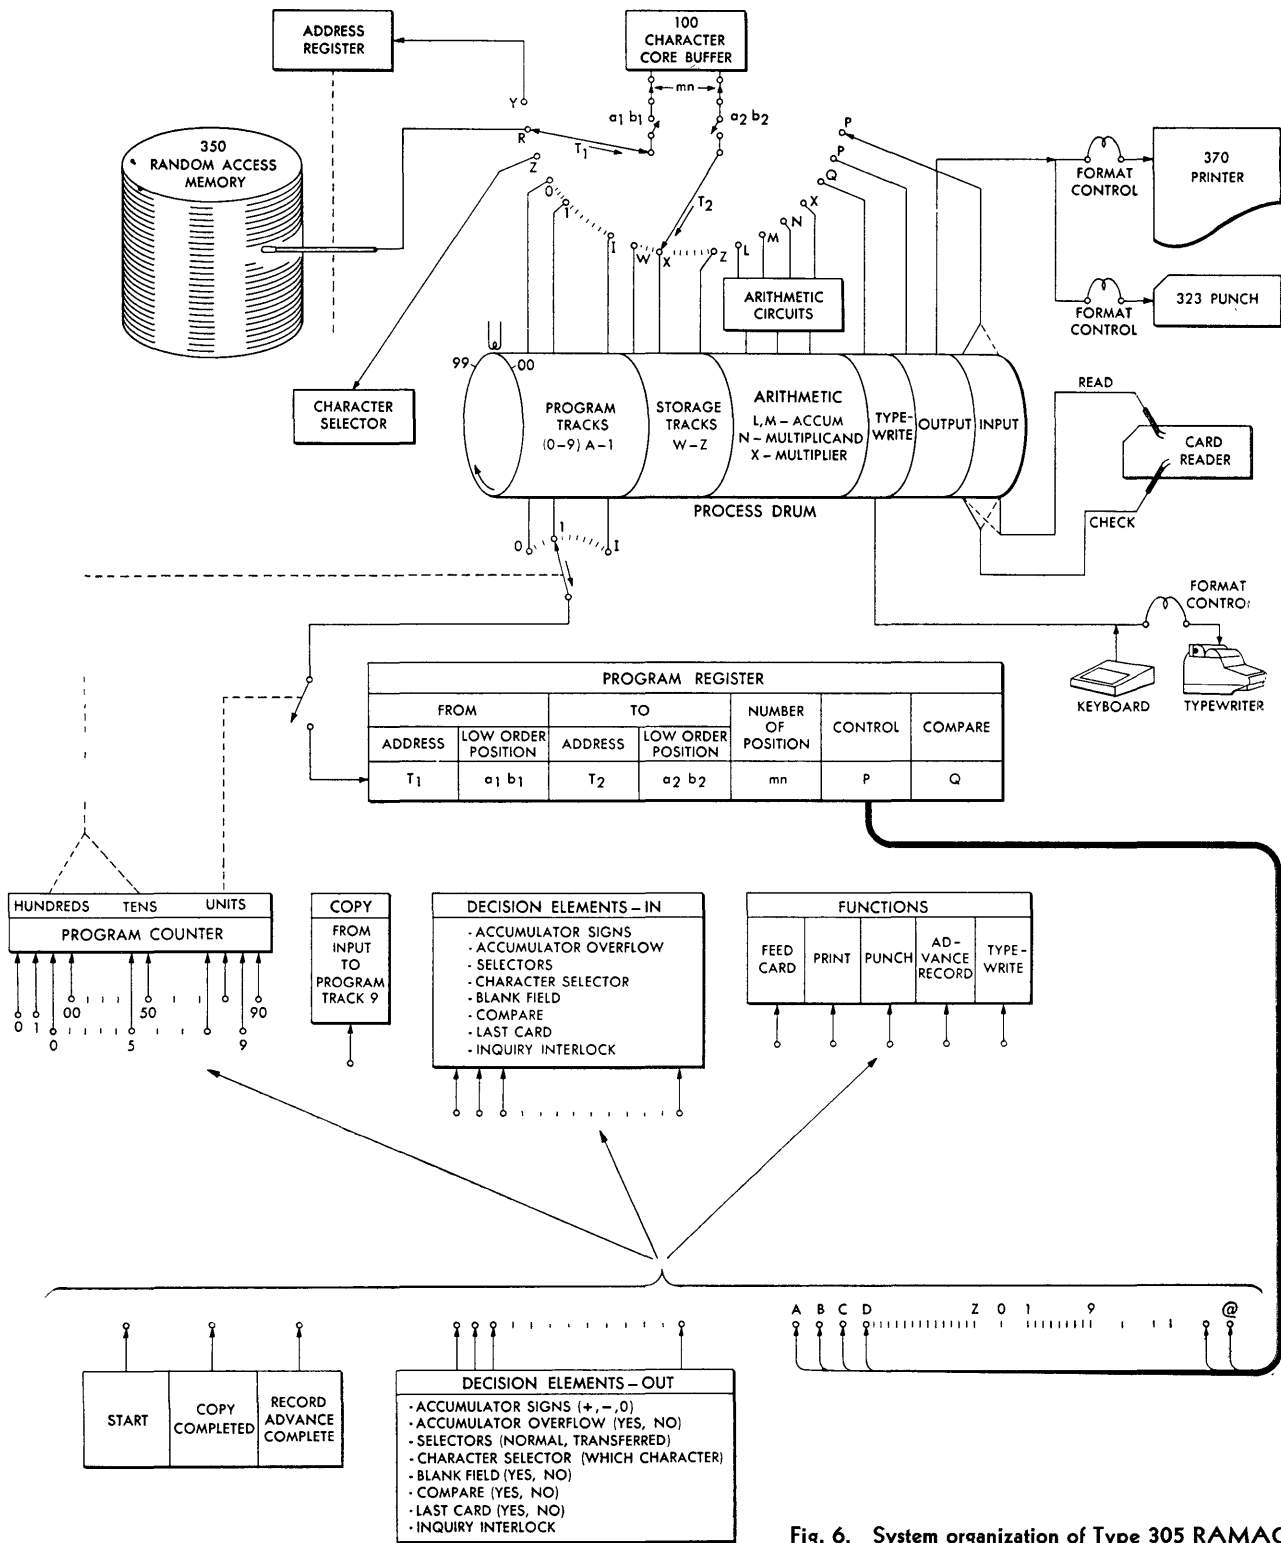 ADDRESS
REGISTER
100
CHARACTER
CORE BUFFER
mn
a1 b1
a2 b2
Y
R
T1
Z
0
1
I
T2
W
X
Z
L
M
N
X
Q
P
P
350
RANDOM ACCESS
MEMORY
FORMAT
CONTROL
370
PRINTER
FORMAT
CONTROL
323 PUNCH
ARITHMETIC
CIRCUITS
CHARACTER
SELECTOR
99
00
PROGRAM
TRACKS
(0-9) A-1
STORAGE
TRACKS
W-Z
ARITHMETIC
L,M - ACCUM
N - MULTIPLICAND
X - MULTIPLIER
TYPE-
WRITE
OUTPUT
INPUT
PROCESS DRUM
READ
CARD
READER
CHECK
0
1
I
FORMAT
CONTROL
KEYBOARD
TYPEWRITER
PROGRAM REGISTER
FROM
TO
NUMBER
OF
POSITION
CONTROL
COMPARE
ADDRESS
LOW ORDER
POSITION
ADDRESS
LOW ORDER
POSITION
T1
a1 b1
T2
a2 b2
mn
P
Q
HUNDREDS TENS UNITS
PROGRAM COUNTER
00 50 90
0 1
0 5 9
COPY
FROM
INPUT
TO
PROGRAM
TRACK 9
DECISION ELEMENTS - IN
- ACCUMULATOR SIGNS
- ACCUMULATOR OVERFLOW
- SELECTORS
- CHARACTER SELECTOR
- BLANK FIELD
- COMPARE
- LAST CARD
- INQUIRY INTERLOCK
FUNCTIONS
FEED
CARD
PRINT
PUNCH
AD-
VANCE
RECORD
TYPE-
WRITE
A B C D Z 0 1 9 @
START
COPY
COMPLETED
RECORD
ADVANCE
COMPLETE
DECISION ELEMENTS - OUT
- ACCUMULATOR SIGNS (+,-,0)
- ACCUMULATOR OVERFLOW (YES, NO)
- SELECTORS (NORMAL, TRANSFERRED)
- CHARACTER SELECTOR (WHICH CHARACTER)
- BLANK FIELD (YES, NO)
- COMPARE (YES, NO)
- LAST CARD (YES, NO)
- INQUIRY INTERLOCK
Fig. 6. System organization of Type 305 RAMAC